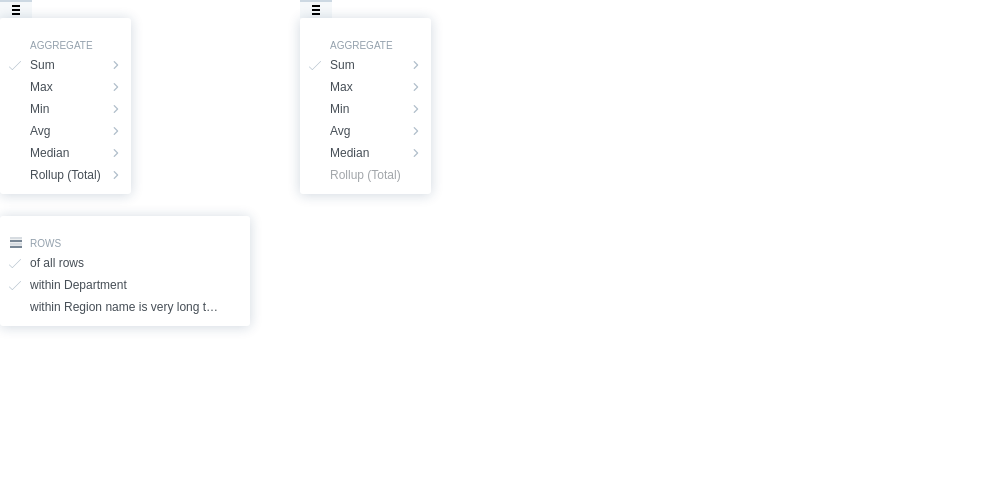 AGGREGATE
Sum
Max
Min
Avg
Median
Rollup (Total)
ROWS
of all rows
within Department
within Region name is very long t…
AGGREGATE
Sum
Max
Min
Avg
Median
Rollup (Total)